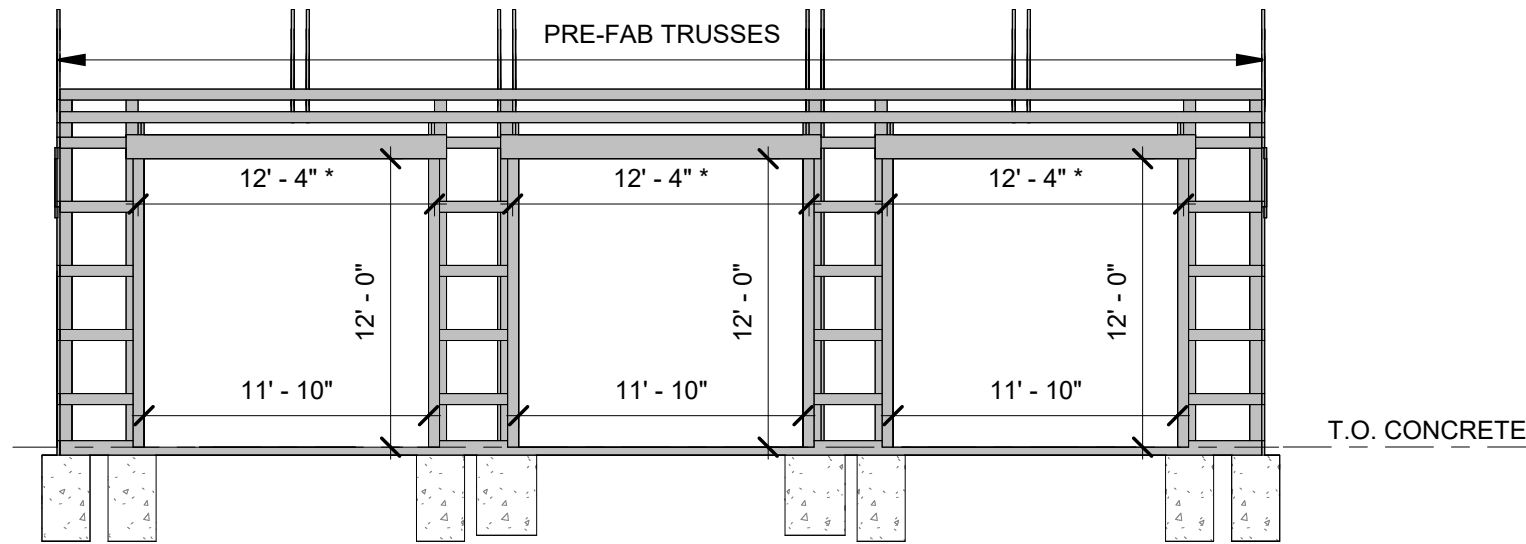 PRE-FAB TRUSSES
12' - 4" *
12' - 4" *
12' - 4" *
12' - 0"
12' - 0"
12' - 0"
11' - 10"
11' - 10"
11' - 10"
T.O. CONCRETE